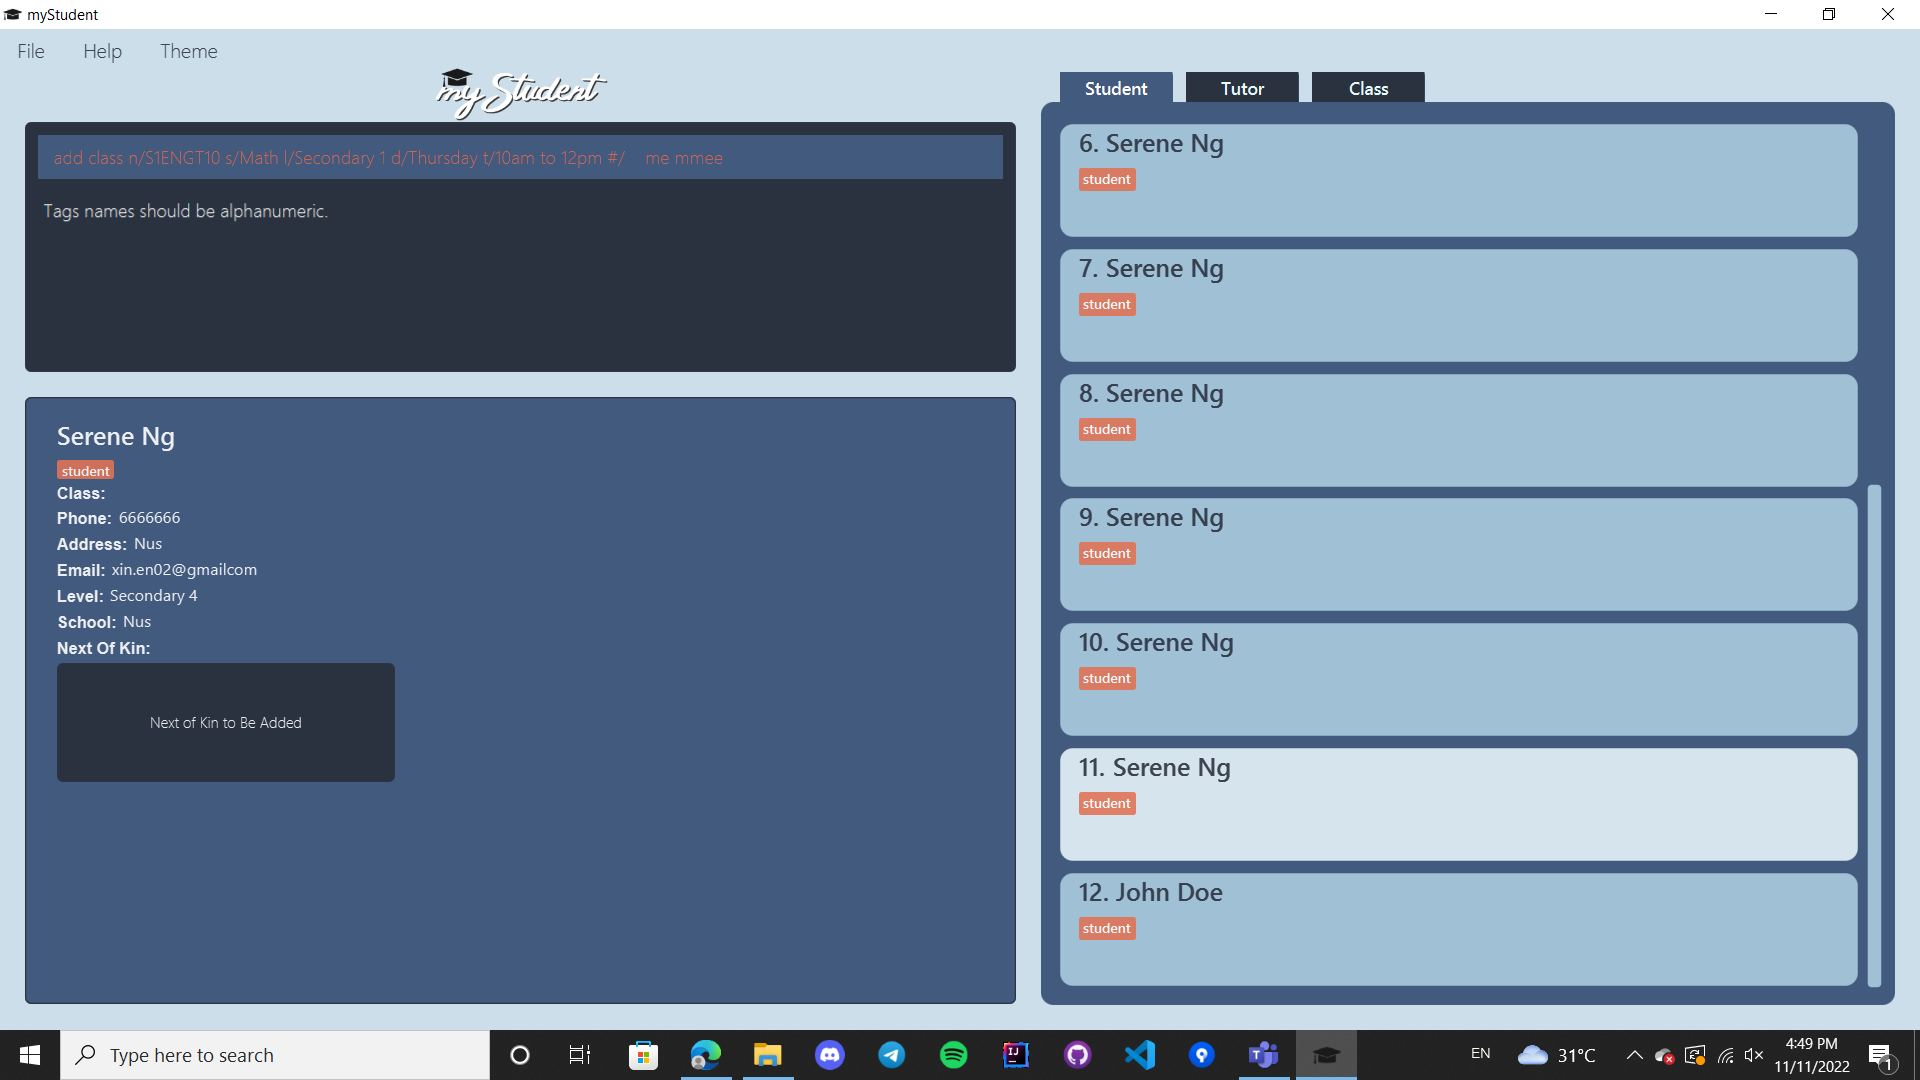 myStudent
File Help Theme
myStudent
add class n/S1ENGT10 s/Math l/Secondary 1 d/Thursday t/10am to 12pm #/    me mmee
Tags names should be alphanumeric.
Serene Ng
student
Class:
Phone: 6666666
Address: Nus
Email: xin.en02@gmailcom
Level: Secondary 4
School: Nus
Next Of Kin:
Next of Kin to Be Added
Student Tutor Class
6. Serene Ng
student
7. Serene Ng
student
8. Serene Ng
student
9. Serene Ng
student
10. Serene Ng
student
11. Serene Ng
student
12. John Doe
student
Type here to search
EN 31°C 4:49 PM
11/11/2022
1